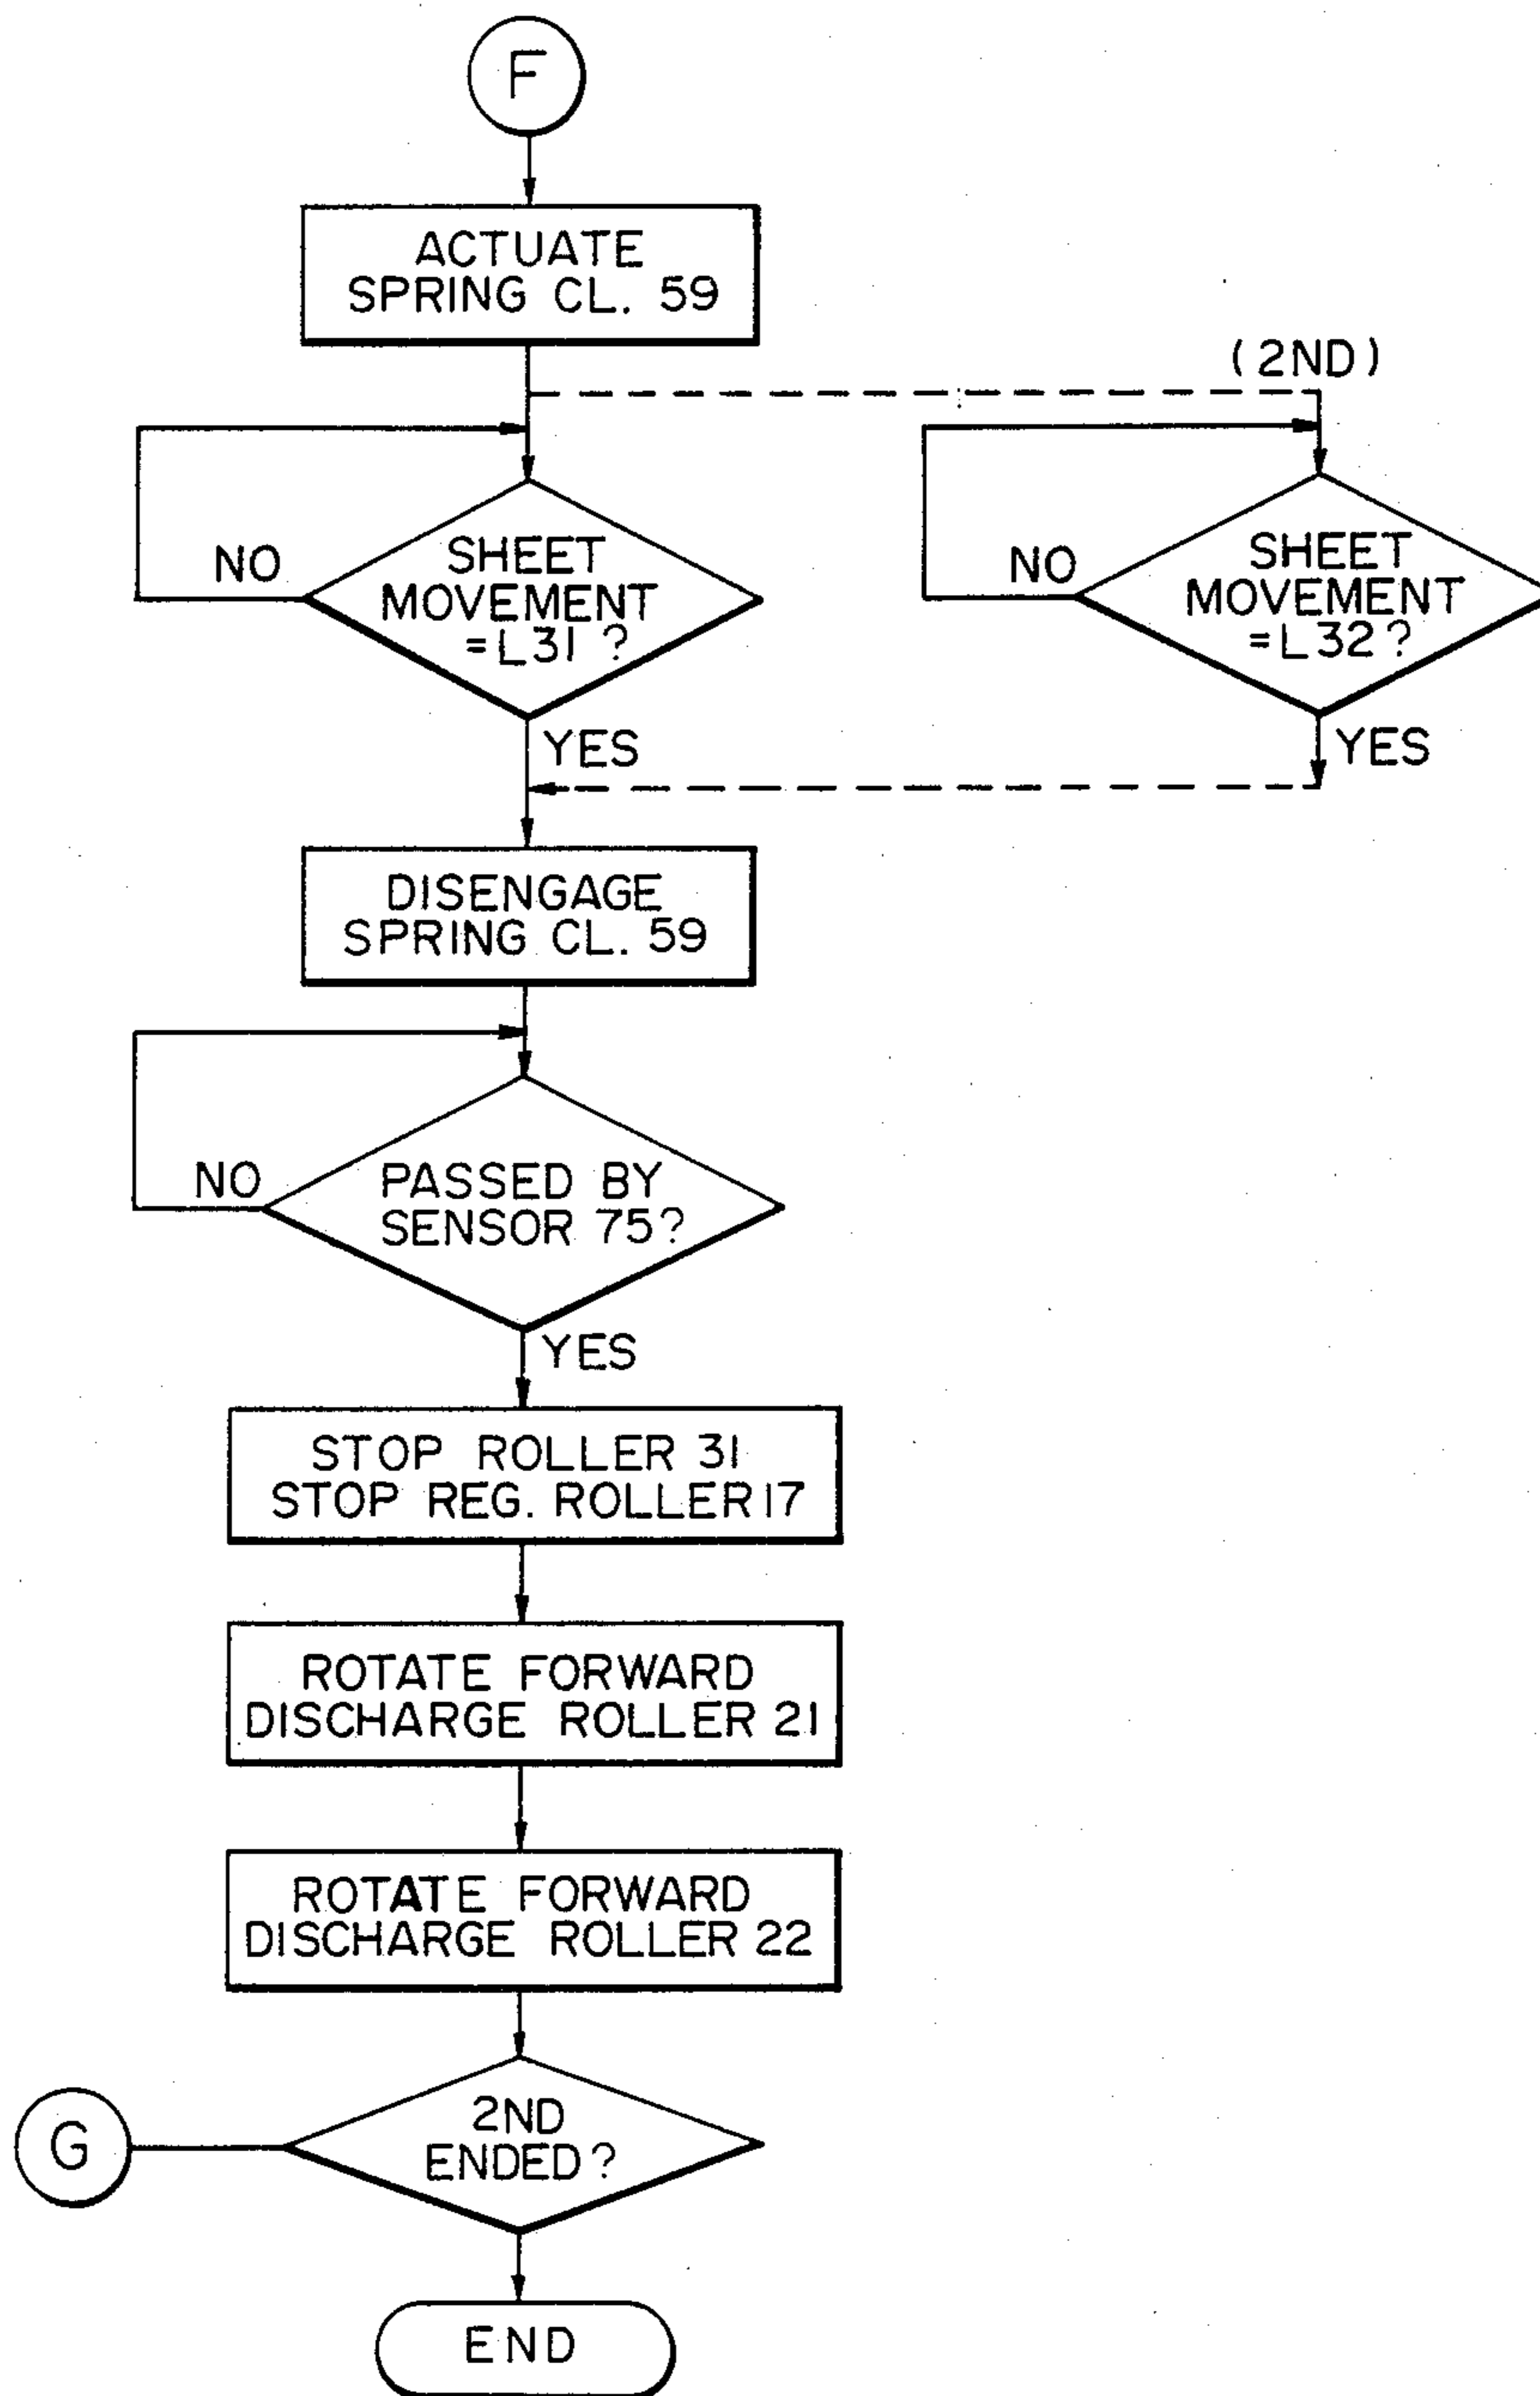 F
ACTUATE
SPRING CL. 59
(2ND)
NO
SHEET
MOVEMENT
=L31?
YES
NO
SHEET
MOVEMENT
=L32?
YES
DISENGAGE
SPRING CL. 59
NO
PASSED BY
SENSOR 75?
YES
STOP ROLLER 31
STOP REG. ROLLER 17
ROTATE FORWARD
DISCHARGE ROLLER 21
ROTATE FORWARD
DISCHARGE ROLLER 22
G
2ND
ENDED?
END